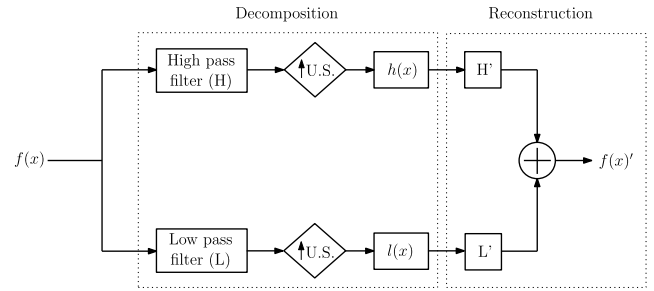 Decomposition
Reconstruction
High pass
filter (H)
↑U.S.
h(x)
H'
f(x)
f(x)′
Low pass
filter (L)
↑U.S.
l(x)
L'